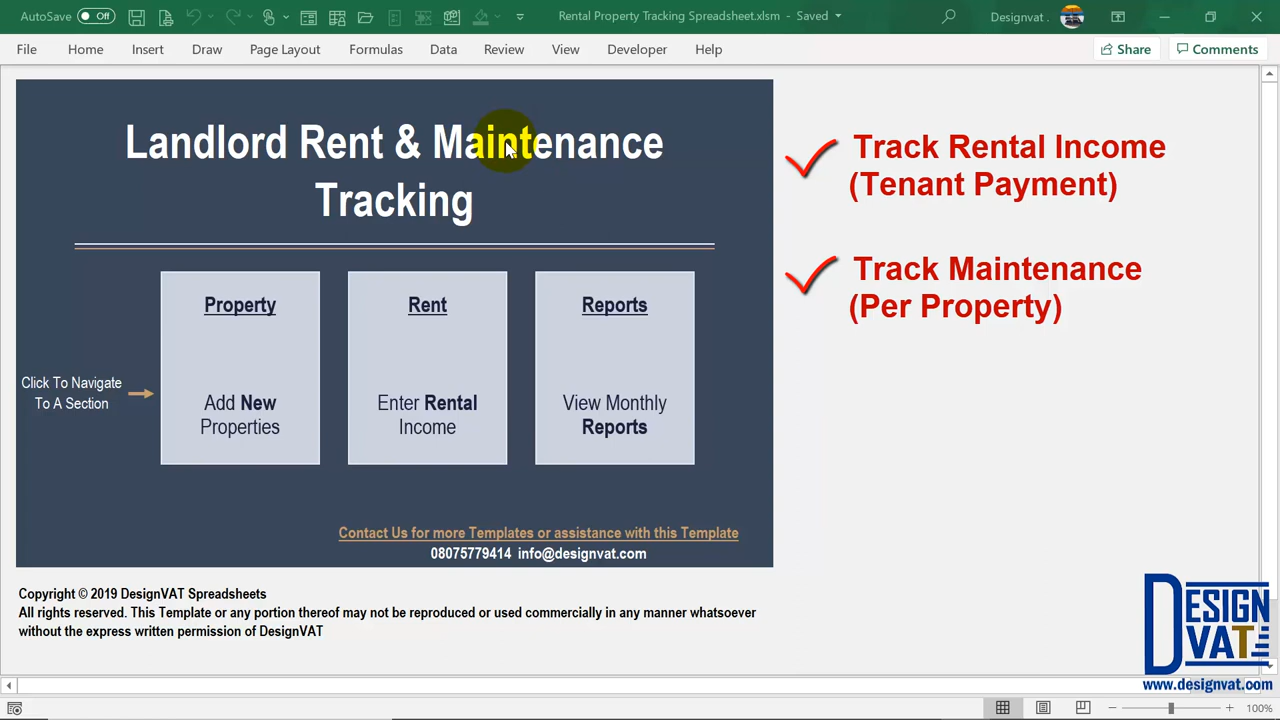 AutoSave Off
Rental Property Tracking Spreadsheet.xlsm - Saved
Designvat .
File Home Insert Draw Page Layout Formulas Data Review View Developer Help
Share Comments
Landlord Rent & Maintenance
Tracking
Property
Add New
Properties
Rent
Enter Rental
Income
Reports
View Monthly
Reports
Click To Navigate
To A Section
Contact Us for more Templates or assistance with this Template
08075779414 info@designvat.com
Track Rental Income
(Tenant Payment)
Track Maintenance
(Per Property)
Copyright © 2019 DesignVAT Spreadsheets
All rights reserved. This Template or any portion thereof may not be reproduced or used commercially in any manner whatsoever
without the express written permission of DesignVAT
DESIGN
VAT
www.designvat.com
100%